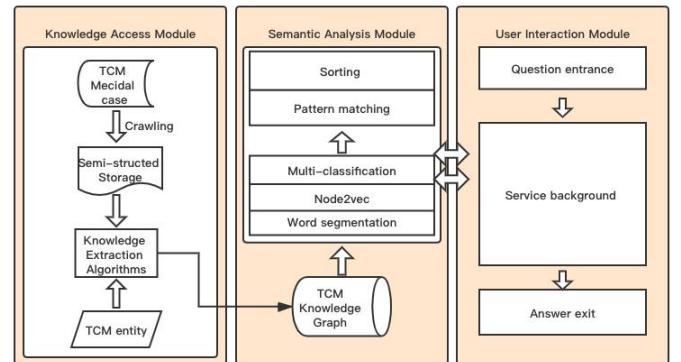 Knowledge Access Module
TCM
Mecidal
case
Crawling
Semi-structed
Storage
Knowledge
Extraction
Algorithms
TCM entity
Semantic Analysis Module
Sorting
Pattern matching
Multi-classification
Node2vec
Word segmentation
TCM
Knowledge
Graph
User Interaction Module
Question entrance
Service background
Answer exit